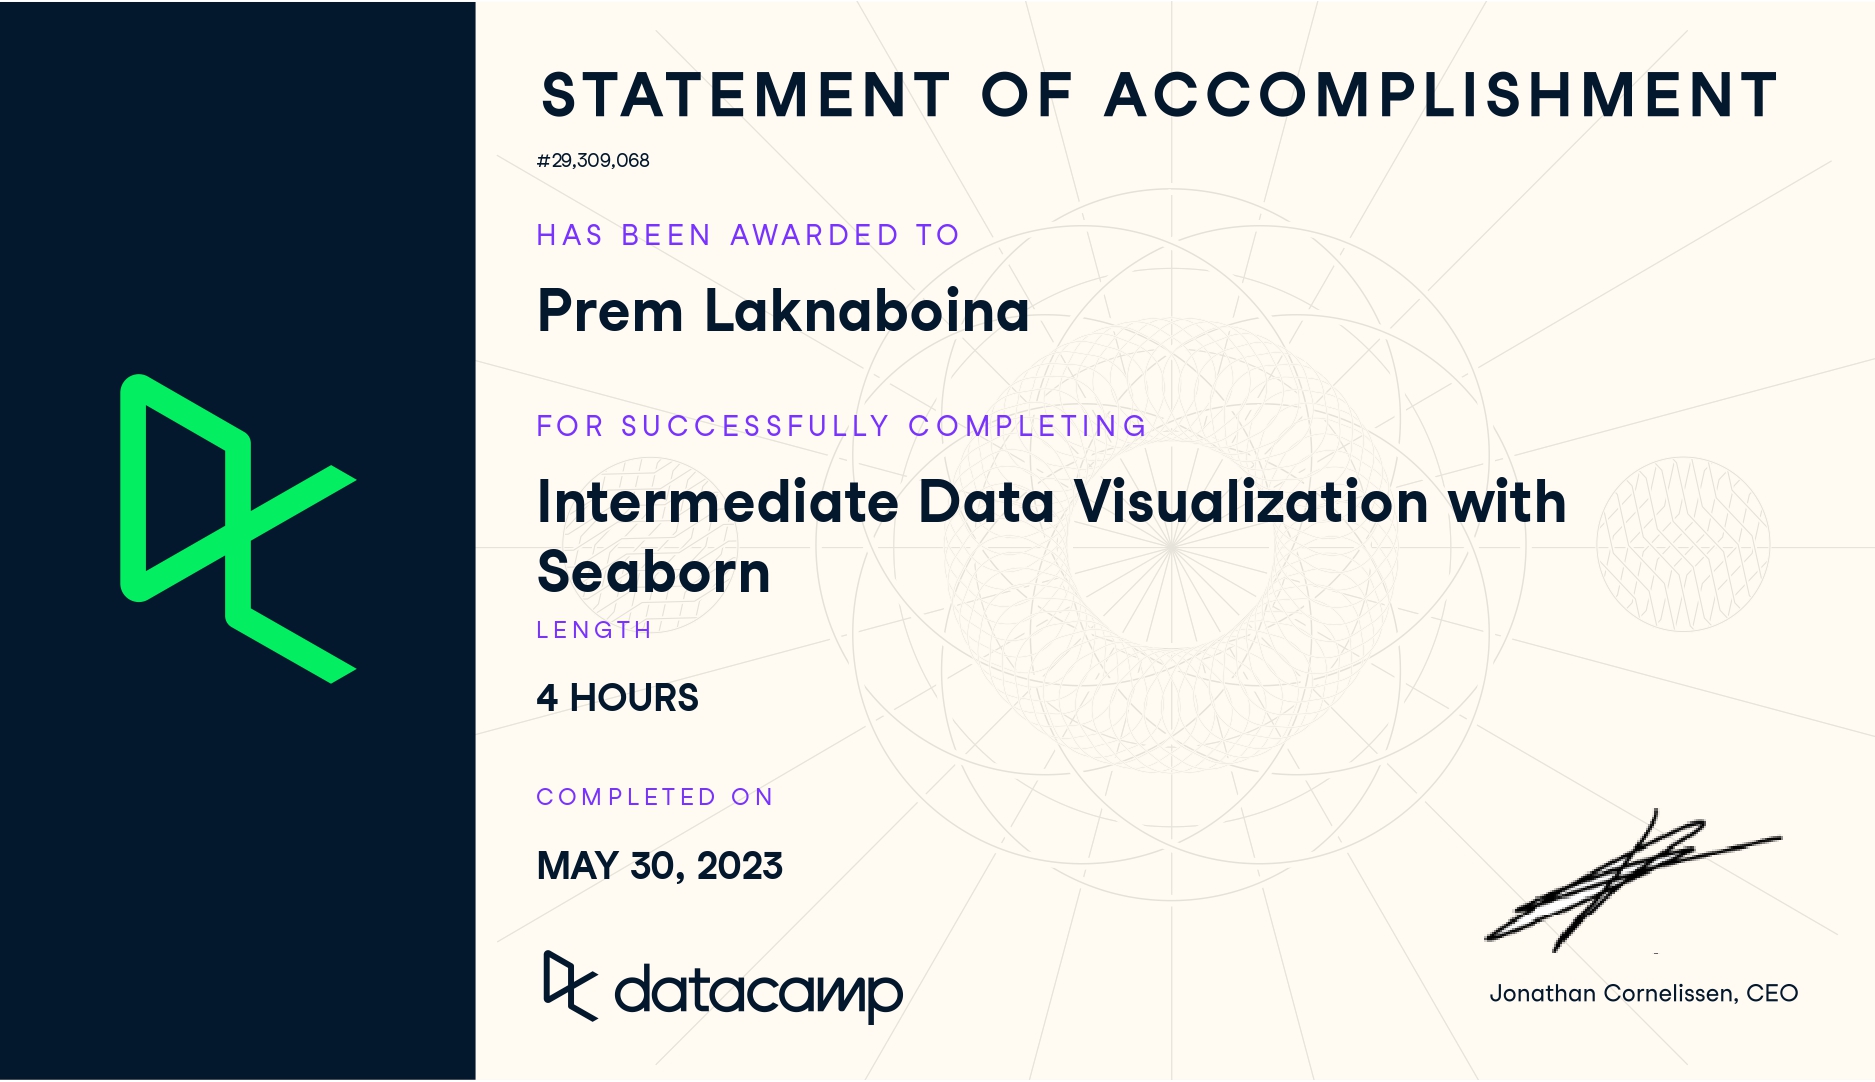 STATEMENT OF ACCOMPLISHMENT
#29,309,068
HAS BEEN AWARDED TO
Prem Laknaboina
FOR SUCCESSFULLY COMPLETING
Intermediate Data Visualization with
Seaborn
LENGTH
4 HOURS
COMPLETED ON
MAY 30, 2023
datacamp
Jonathan Cornelissen, CEO